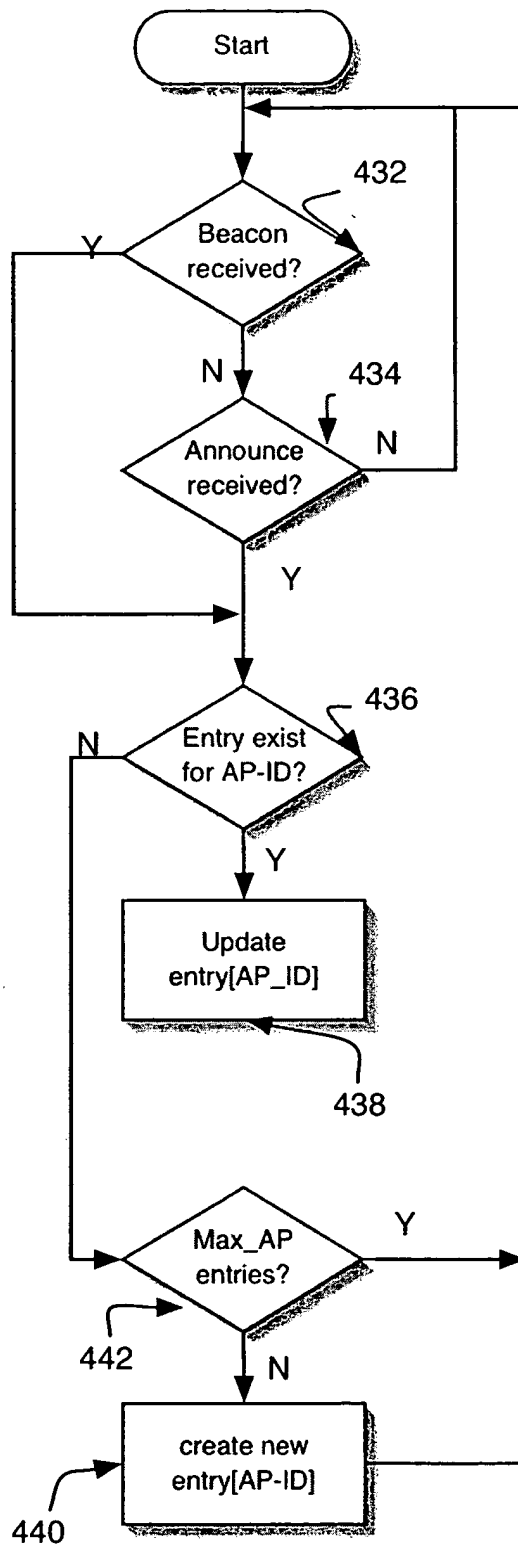 Start
432
Beacon
received?
Y
N
434
Announce
received?
N
Y
436
Entry exist
for AP-ID?
N
Y
Update
entry[AP_ID]
438
Max_AP
entries?
Y
442
N
create new
entry[AP-ID]
440